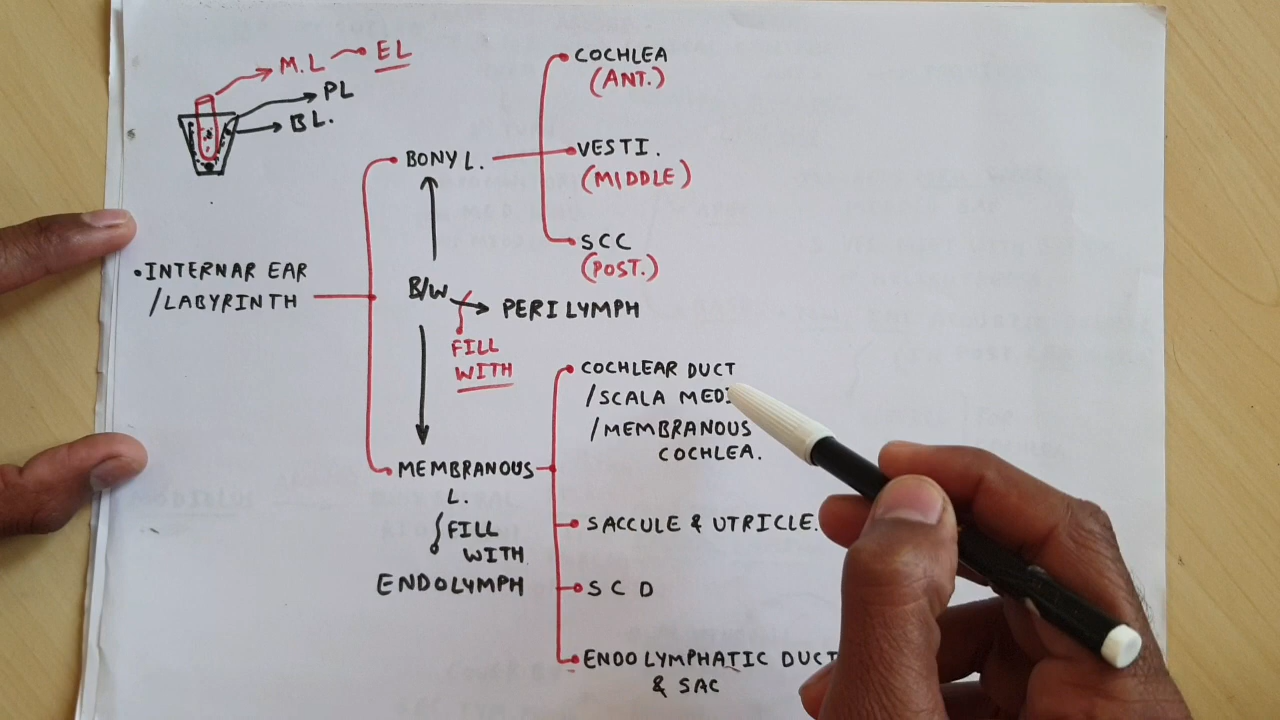 M.L EL
PL
BL.
COCHLEA
(ANT.)
BONY L.
VESTI.
(MIDDLE)
SCC
(POST.)
•INTERNAR EAR
/LABYRINTH
B/W
PERILYMPH
FILL
WITH
COCHLEAR DUCT
/SCALA MEDI
/MEMBRANOUS
COCHLEA.
MEMBRANOUS
L.
FILL
WITH
ENDOLYMPH
SACCULE & UTRICLE.
S C D
ENDOLYMPHATIC DUCT
& SAC